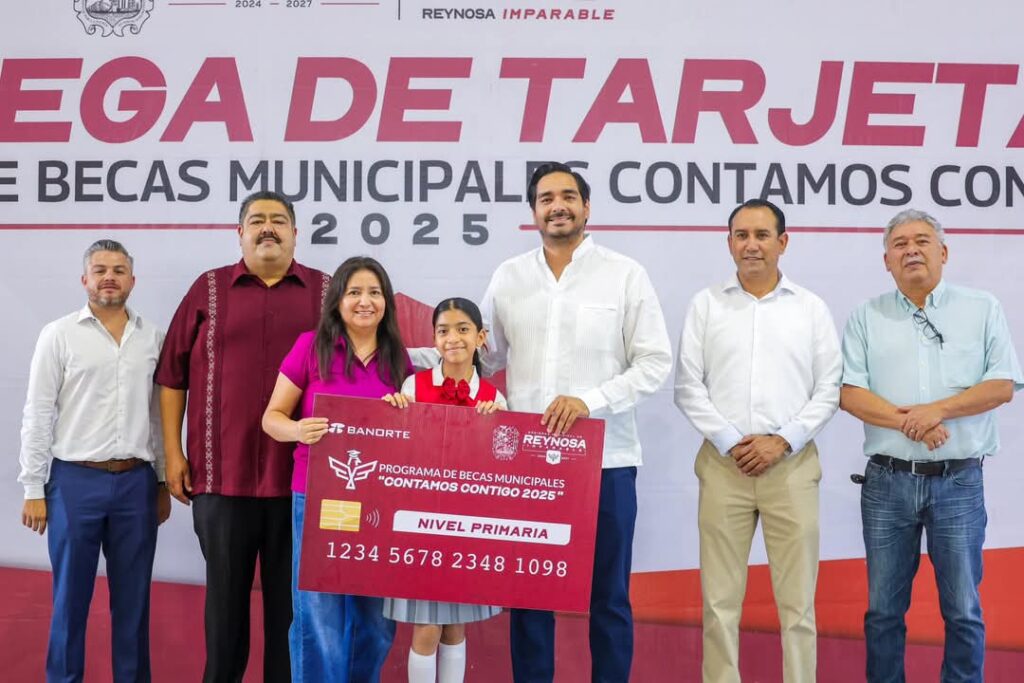 2024 - 2027
REYNOSA IMPARABLE
EGA DE TARJETA
E BECAS MUNICIPALES CONTAMOS CON
2025
BANORTE
REYNOSA
IMPARABLE
PROGRAMA DE BECAS MUNICIPALES
"CONTAMOS CONTIGO 2025"
NIVEL PRIMARIA
1234 5678 2348 1098